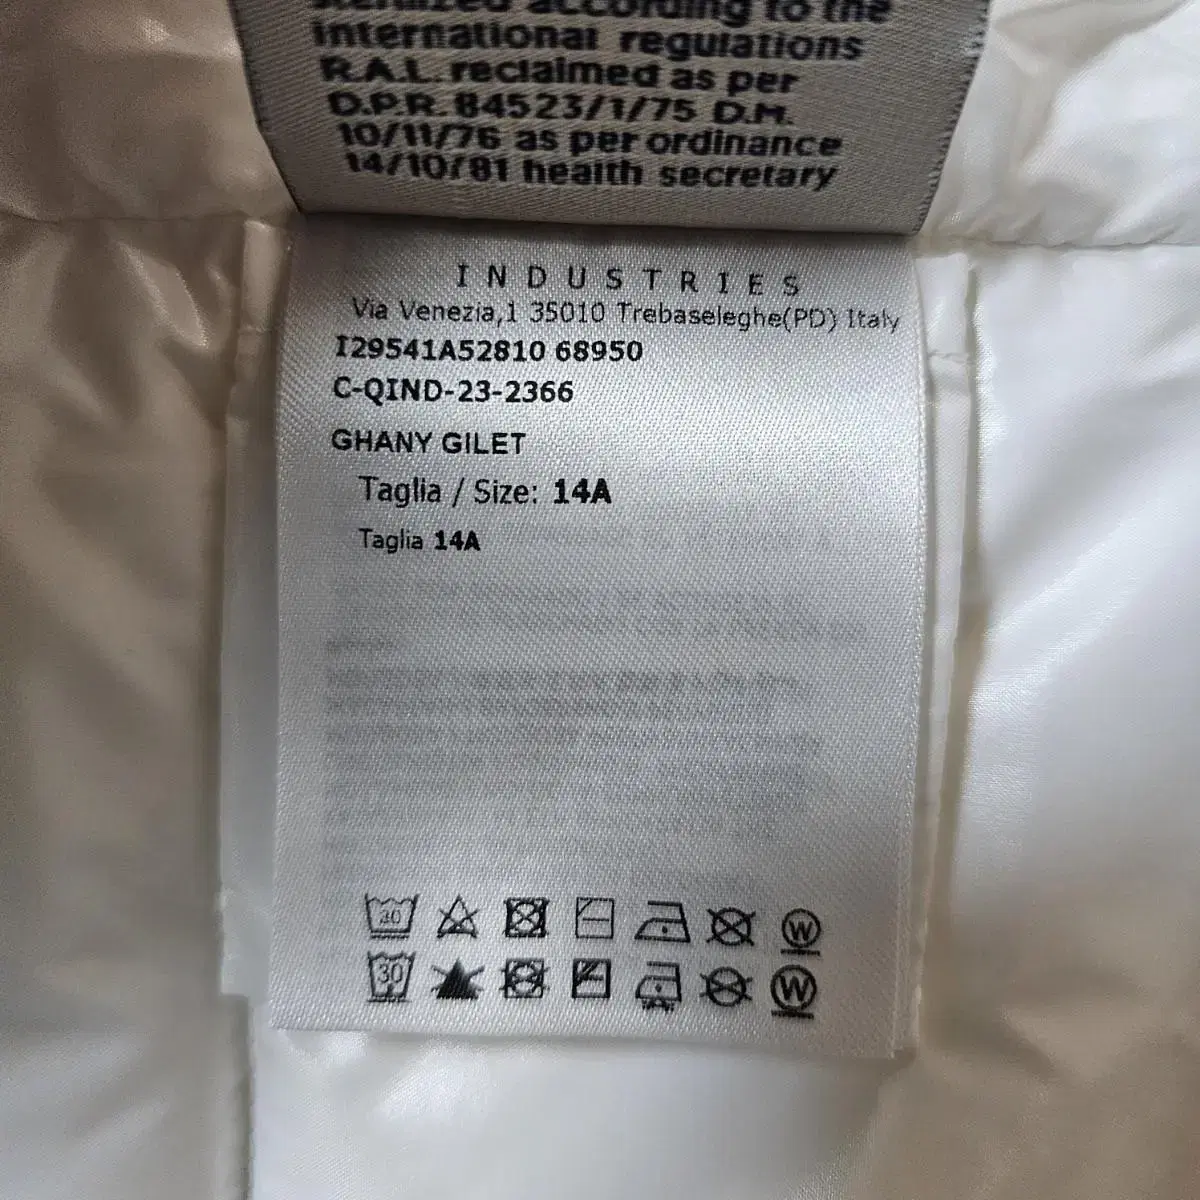 sterilized according to the
international regulations
R.A.L. reclaimed as per
D.P.R. 84523/1/75 D.M.
10/11/76 as per ordinance
14/10/81 health secretary
INDUSTRIES
Via Venezia,1 35010 Trebaseleghe(PD) Italy
I29541A52810 68950
C-QIND-23-2366
GHANY GILET
Taglia / Size: 14A
Taglia 14A
30
W
30
W